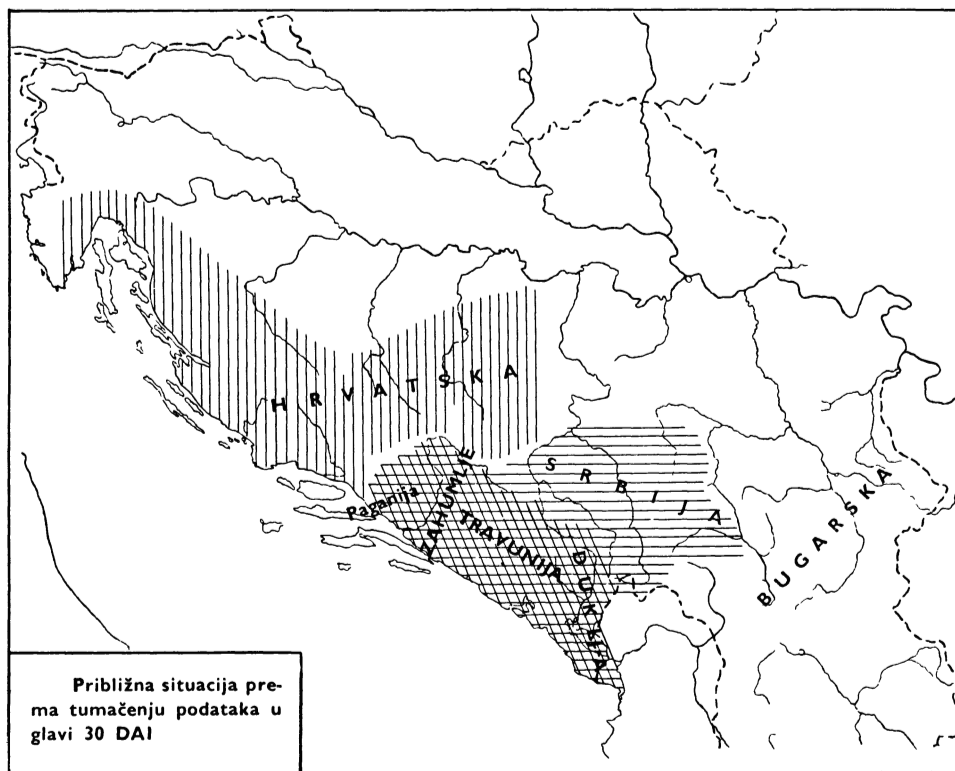 HRVATSKA
SRBIJA
Paganija
ZAHUMLJE
TRAVUNIJA
DUKLJA
BUGARSKA
Približna situacija pre-
ma tumačenju podataka u
glavi 30 DAI